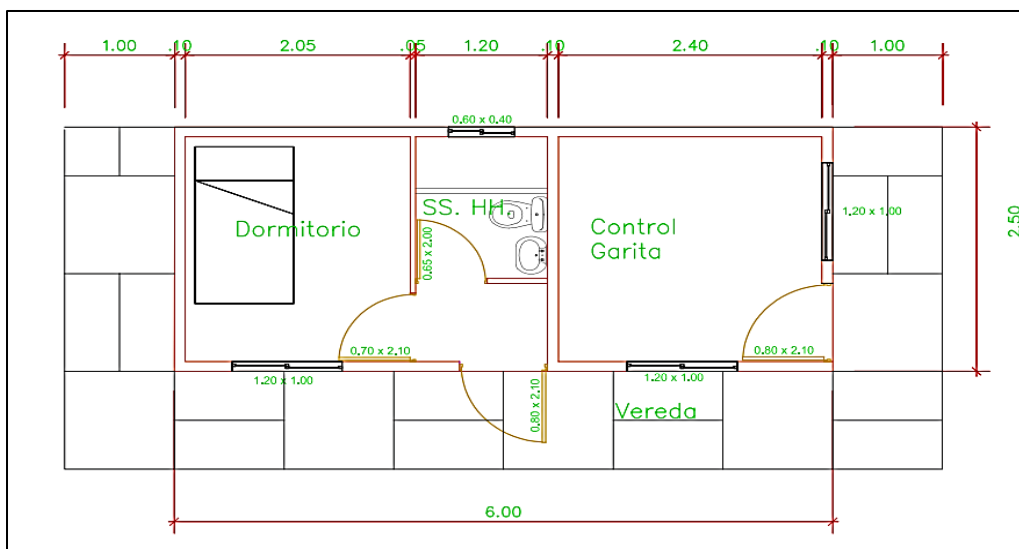 1.00 .10 2.05 .05 1.20 .10 2.40 .10 1.00
0.60 x 0.40
SS. HH.
1.20 x 1.00
Dormitorio
Control
Garita
2.50
0.65 x 2.00
0.70 x 2.10
0.80 x 2.10
1.20 x 1.00
0.80 x 2.10
1.20 x 1.00
Vereda
6.00